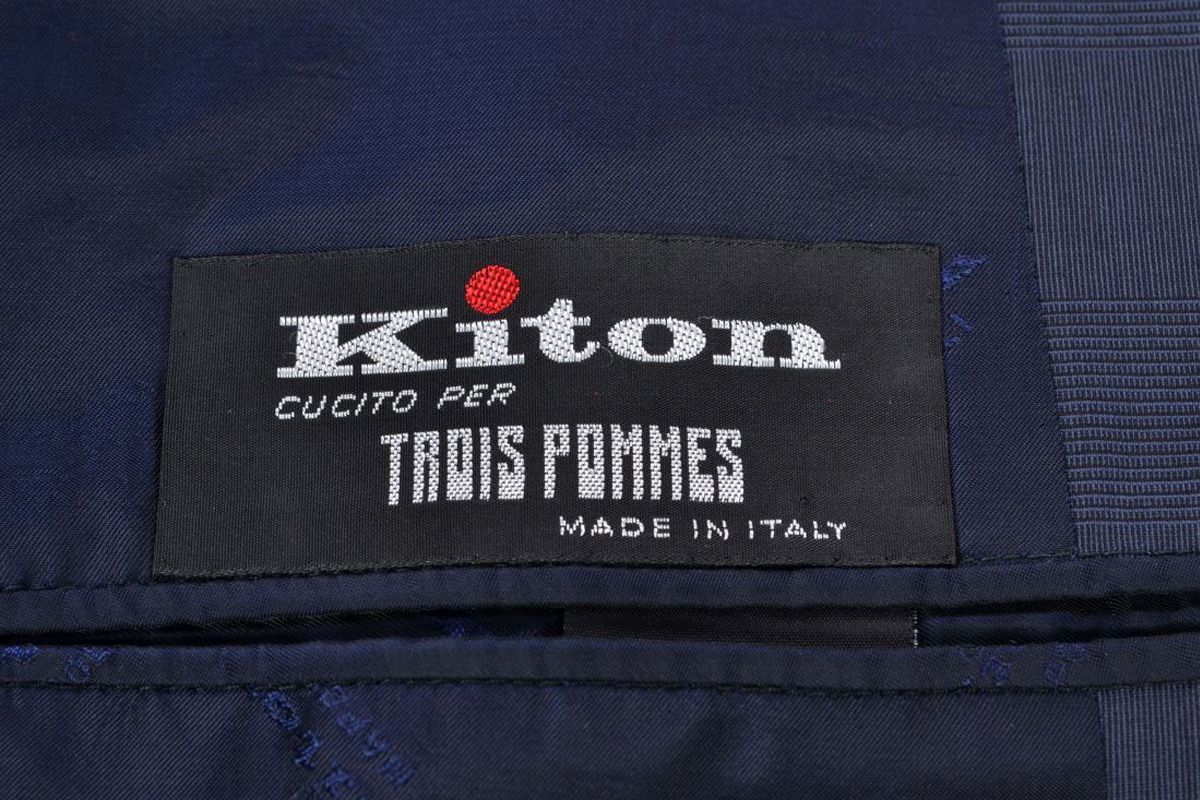 Kiton
CUCITO PER
TROIS POMMES
MADE IN ITALY